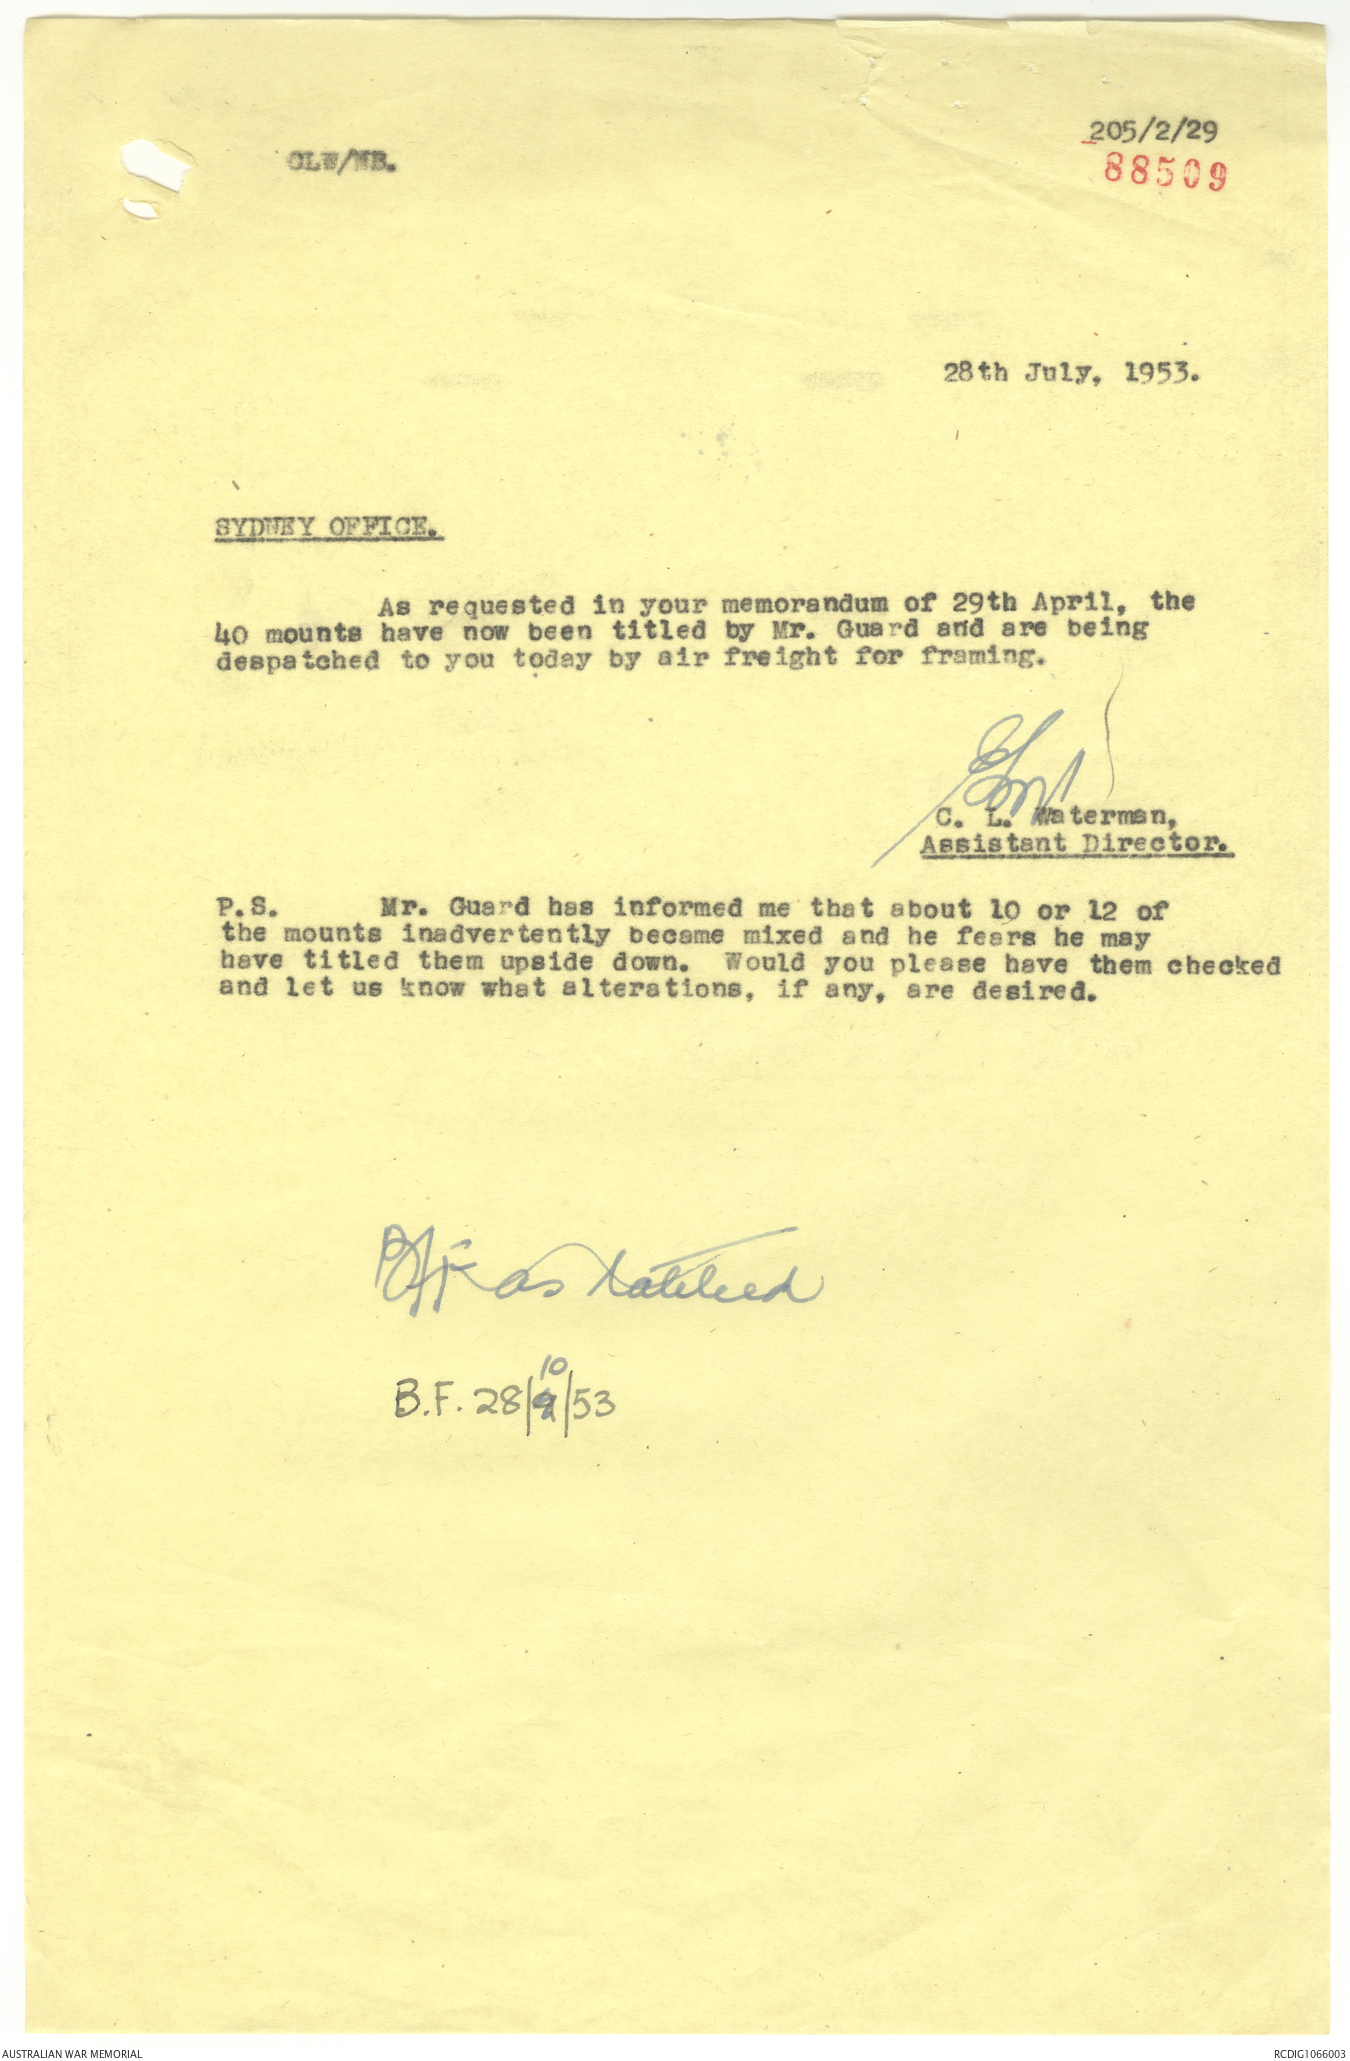 205/2/29
CLW/NB.
88509
28th July, 1953.
SYDNEY OFFICE.
As requested in your memorandum of 29th April, the
40 mounts have now been titled by Mr. Guard and are being
despatched to you today by air freight for framing.
C. L. Waterman,
Assistant Director.
P.S. Mr. Guard has informed me that about 10 or 12 of
the mounts inadvertently became mixed and he fears he may
have titled them upside down. Would you please have them checked
and let us know what alterations, if any, are desired.
as
10
B.F. 28/9/53
AUSTRALIAN WAR MEMORIAL
RCDIG1066003